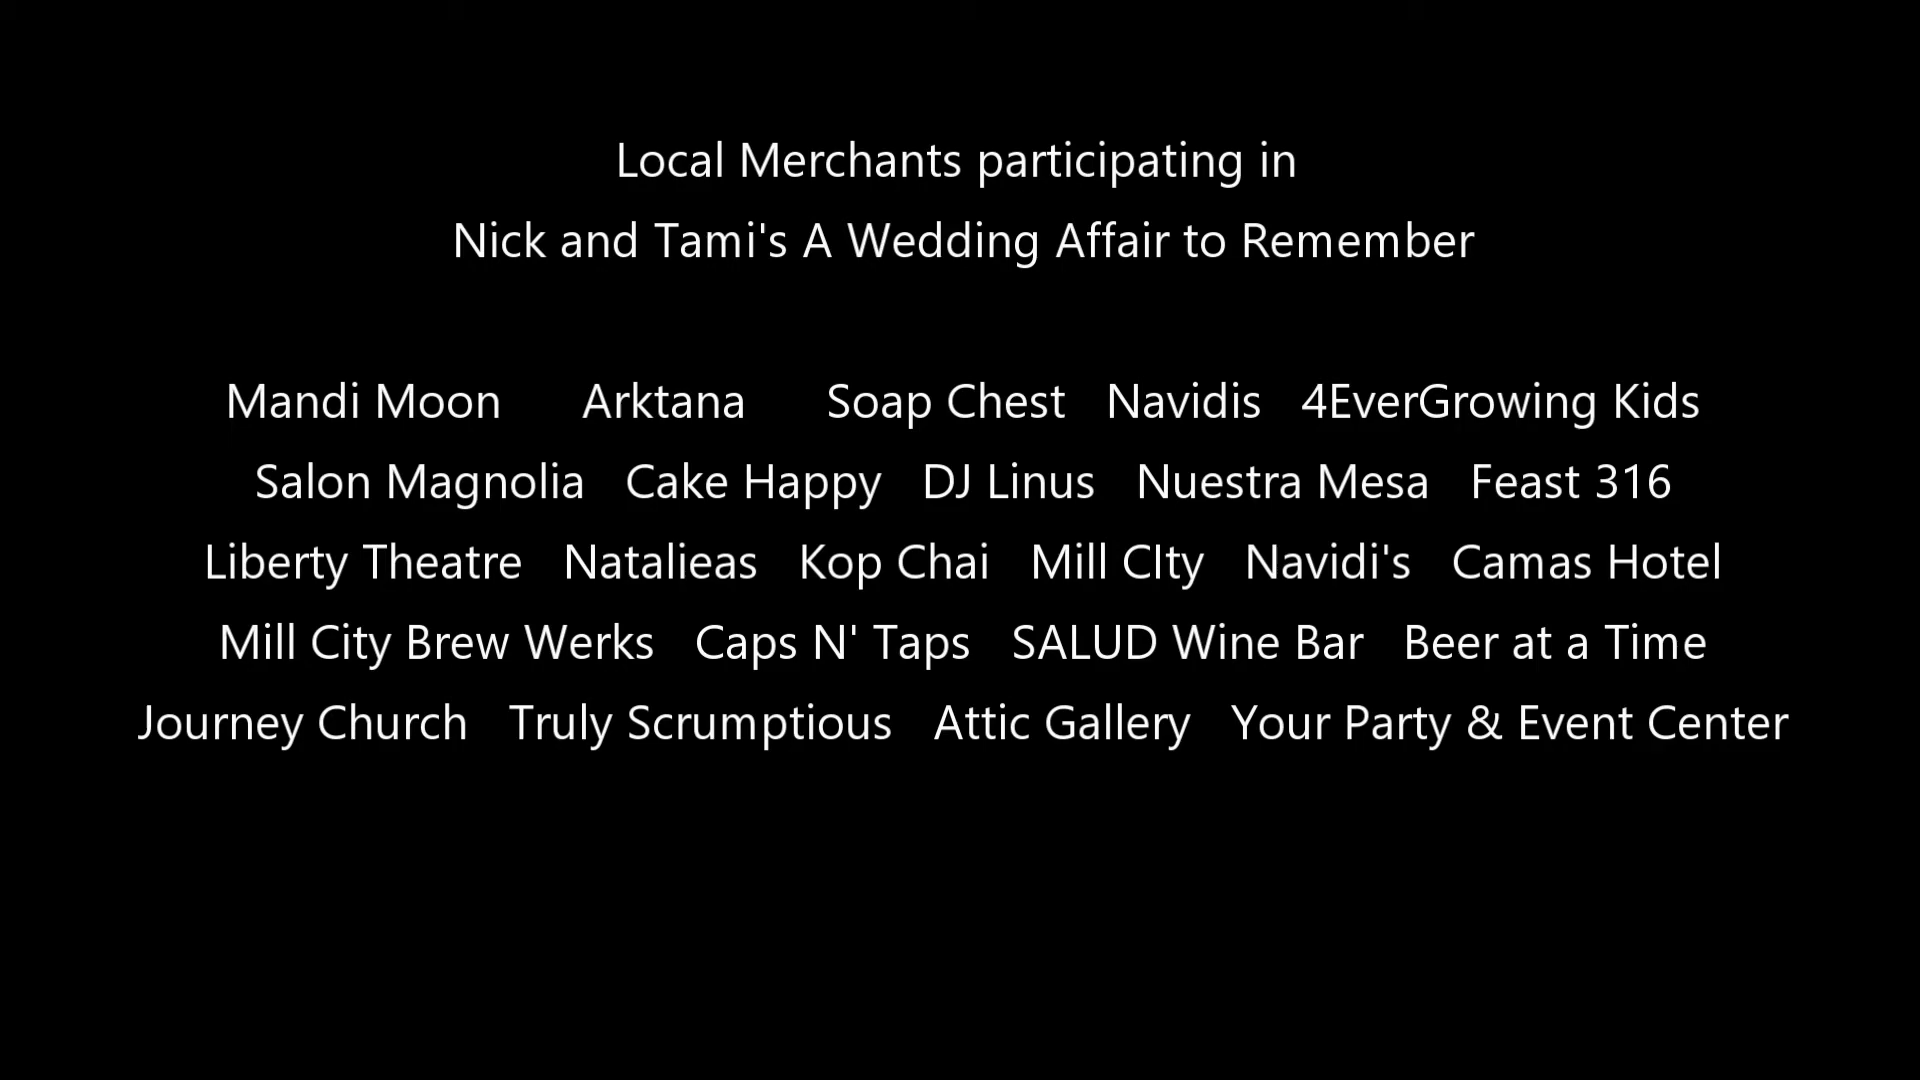 Local Merchants participating in
Nick and Tami's A Wedding Affair to Remember
Mandi Moon Arktana Soap Chest Navidis 4EverGrowing Kids
Salon Magnolia Cake Happy DJ Linus Nuestra Mesa Feast 316
Liberty Theatre Natalieas Kop Chai Mill CIty Navidi's Camas Hotel
Mill City Brew Werks Caps N' Taps SALUD Wine Bar Beer at a Time
Journey Church Truly Scrumptious Attic Gallery Your Party & Event Center